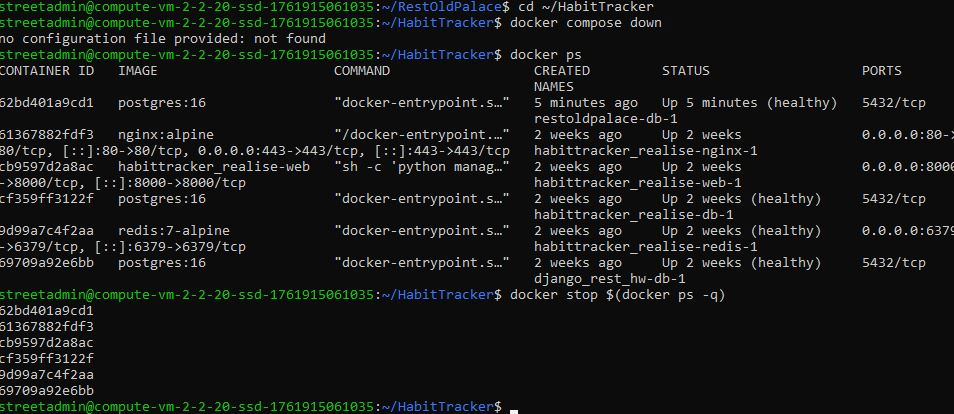 streetadmin@compute-vm-2-2-20-ssd-1761915061035:~/RestOldPalace$ cd ~/HabitTracker
streetadmin@compute-vm-2-2-20-ssd-1761915061035:~/HabitTracker$ docker compose down
no configuration file provided: not found
streetadmin@compute-vm-2-2-20-ssd-1761915061035:~/HabitTracker$ docker ps
CONTAINER ID   IMAGE                      COMMAND                  CREATED         STATUS                   PORTS
NAMES
62bd401a9cd1   postgres:16                "docker-entrypoint.s…"   5 minutes ago   Up 5 minutes (healthy)   5432/tcp
restoldpalace-db-1
61367882fdf3   nginx:alpine               "/docker-entrypoint.…"   2 weeks ago     Up 2 weeks               0.0.0.0:80->
80/tcp, [::]:80->80/tcp, 0.0.0.0:443->443/tcp, [::]:443->443/tcp   habittracker_realise-nginx-1
cb9597d2a8ac   habittracker_realise-web   "sh -c 'python manag…"   2 weeks ago     Up 2 weeks               0.0.0.0:8000
->8000/tcp, [::]:8000->8000/tcp                                    habittracker_realise-web-1
cf359ff3122f   postgres:16                "docker-entrypoint.s…"   2 weeks ago     Up 2 weeks (healthy)     5432/tcp
habittracker_realise-db-1
9d99a7c4f2aa   redis:7-alpine             "docker-entrypoint.s…"   2 weeks ago     Up 2 weeks (healthy)     0.0.0.0:6379
->6379/tcp, [::]:6379->6379/tcp                                    habittracker_realise-redis-1
69709a92e6bb   postgres:16                "docker-entrypoint.s…"   2 weeks ago     Up 2 weeks (healthy)     5432/tcp
django_rest_hw-db-1
streetadmin@compute-vm-2-2-20-ssd-1761915061035:~/HabitTracker$ docker stop $(docker ps -q)
62bd401a9cd1
61367882fdf3
cb9597d2a8ac
cf359ff3122f
9d99a7c4f2aa
69709a92e6bb
streetadmin@compute-vm-2-2-20-ssd-1761915061035:~/HabitTracker$